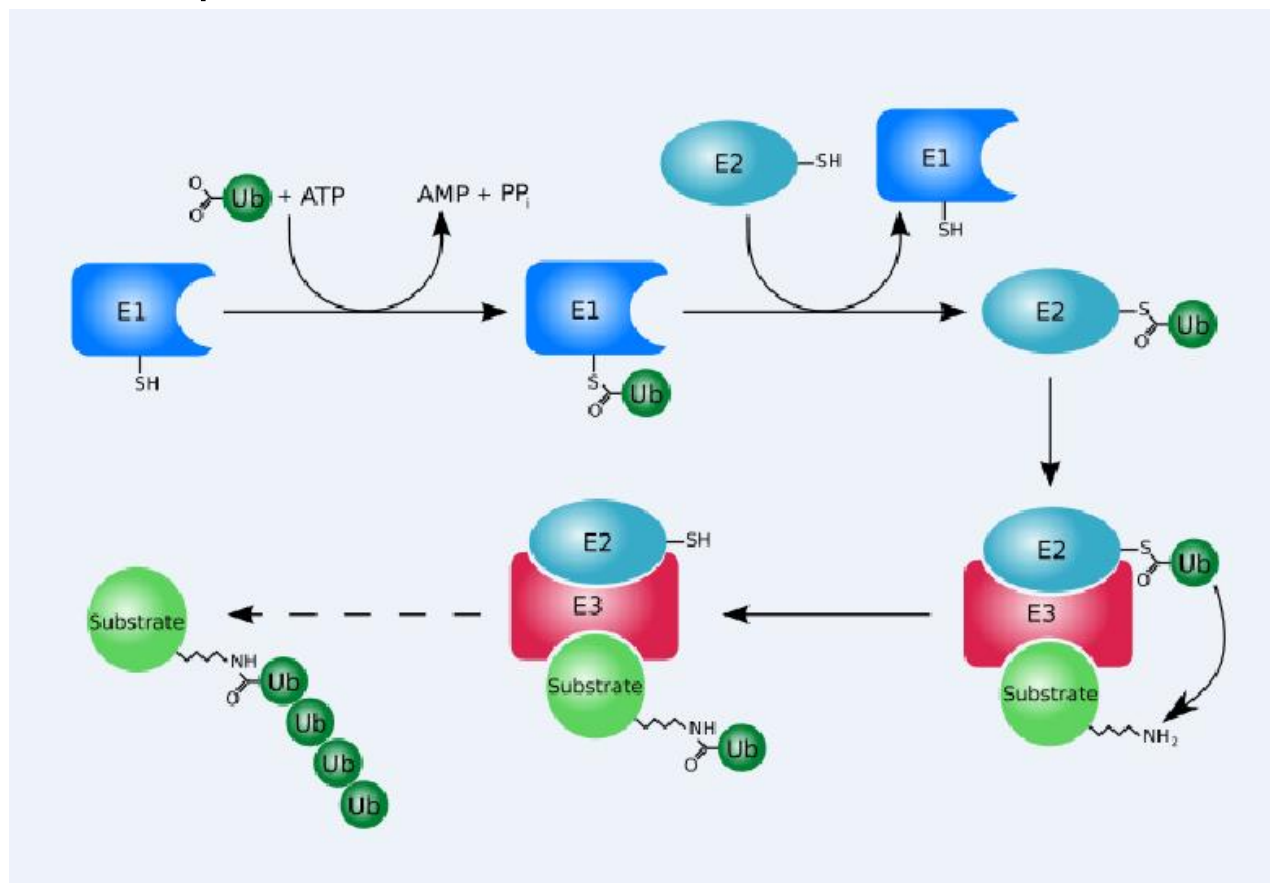 E2
SH
E1
SH
O
O
Ub + ATP
AMP + PPi
E1
SH
E1
S
O
Ub
E2
S
O
Ub
E2
SH
E3
Substrate
NH
O
Ub
E2
S
O
Ub
E3
Substrate
NH2
Substrate
NH
O
Ub
Ub
Ub
Ub